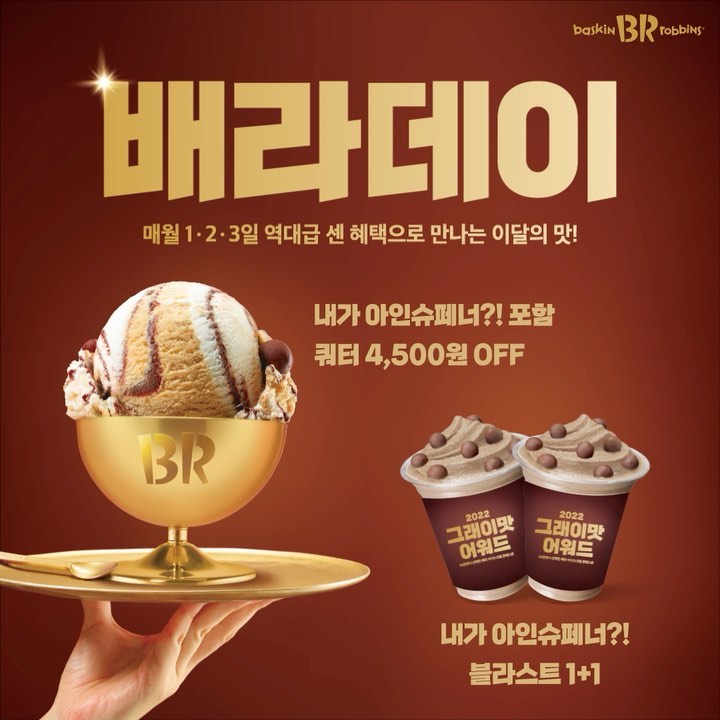 baskin BR robbins
배라데이
매월 1·2·3일 역대급 센 혜택으로 만나는 이달의 맛!
내가 아인슈페너?! 포함
쿼터 4,500원 OFF
BR
2022
그래이맛
어워드
2022
그래이맛
어워드
내가 아인슈페너?!
블라스트 1+1